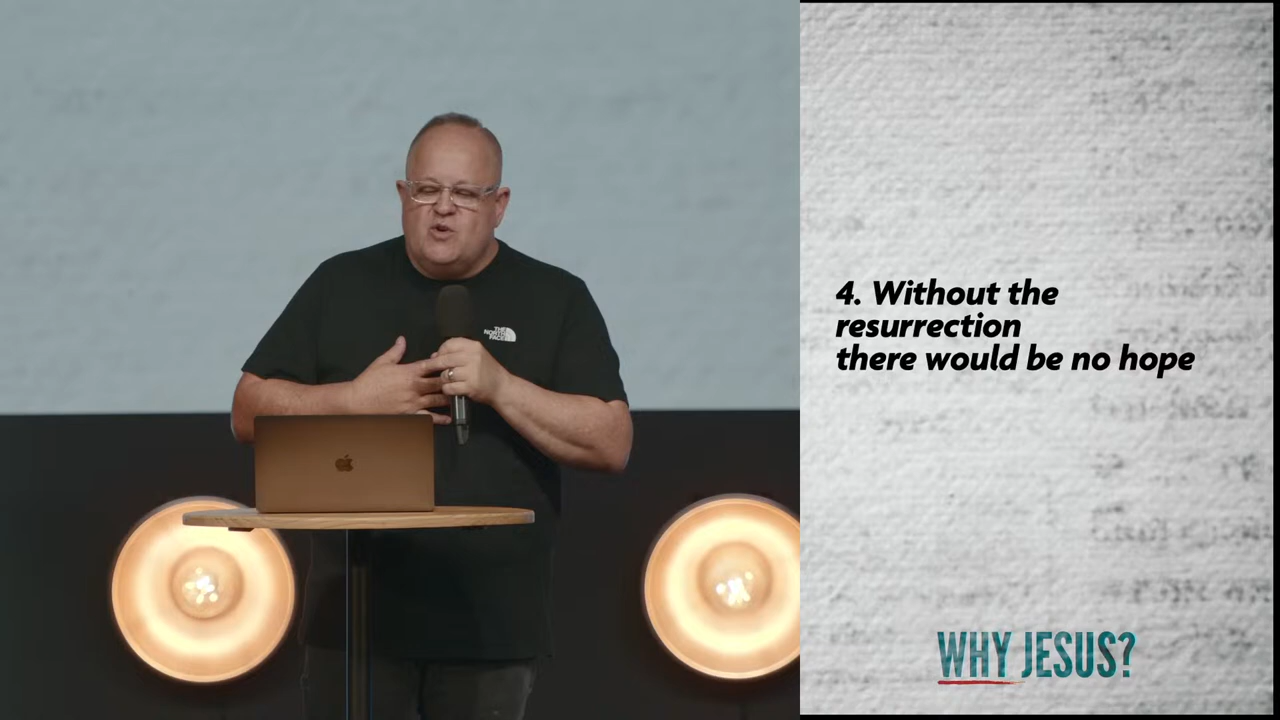 THE
NORTH
FACE
4. Without the
resurrection
there would be no hope
WHY JESUS?